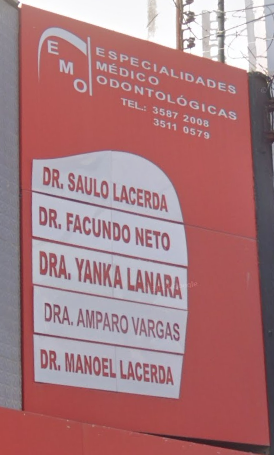 EMO
ESPECIALIDADES
MÉDICO
ODONTOLÓGICAS
TEL.: 3587 2008
3511 0579
DR. SAULO LACERDA
DR. FACUNDO NETO
DRA. YANKA LANARA
DRA. AMPARO VARGAS
DR. MANOEL LACERDA